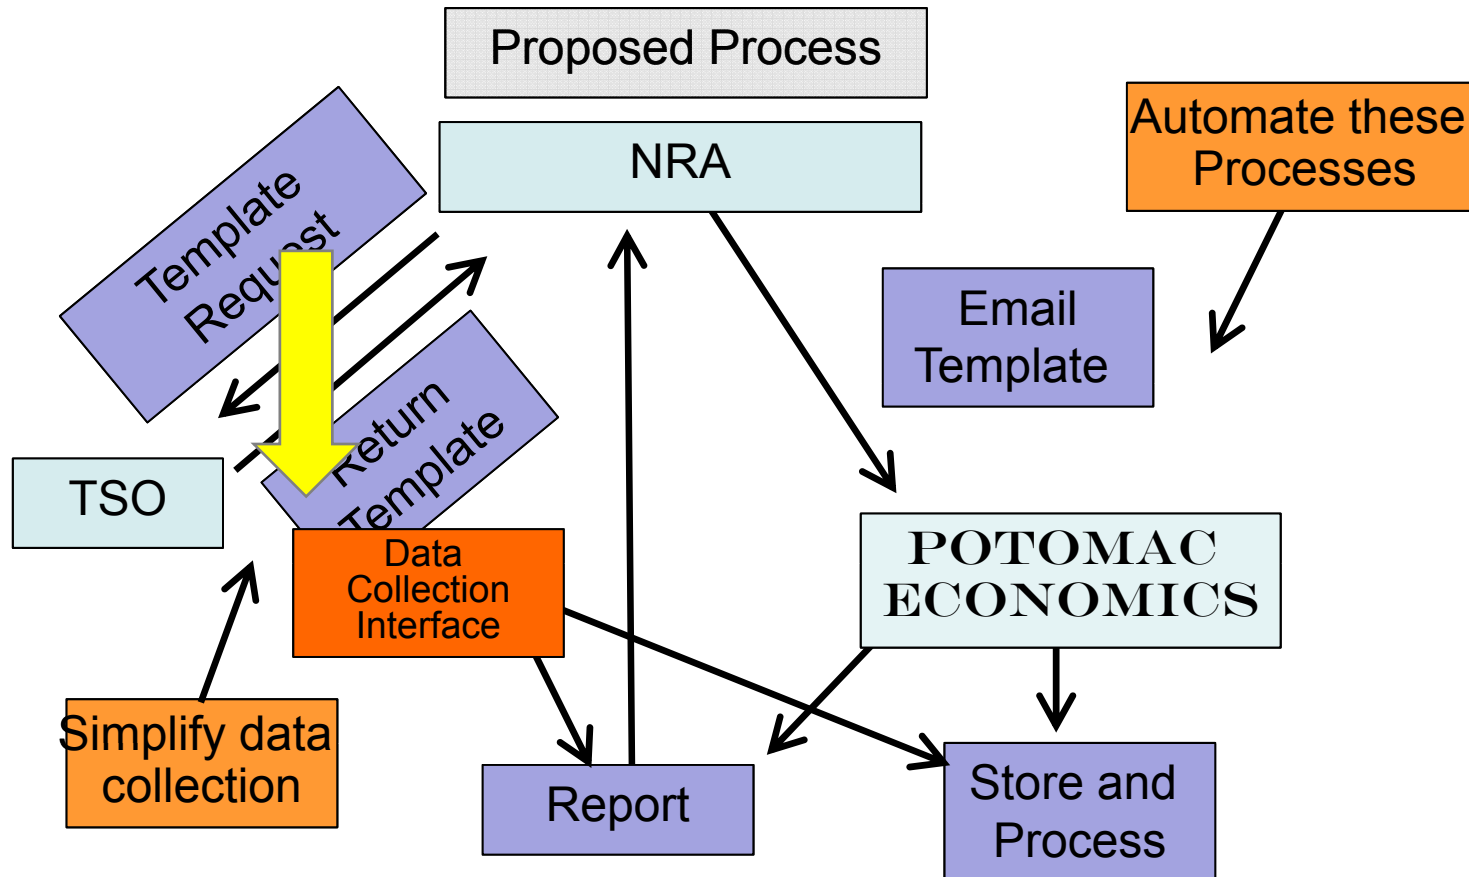 Proposed Process
NRA
Automate these
Processes
Template
Request
Email
Template
Return
Template
TSO
POTOMAC
ECONOMICS
Data
Collection
Interface
Simplify data
collection
Report
Store and
Process